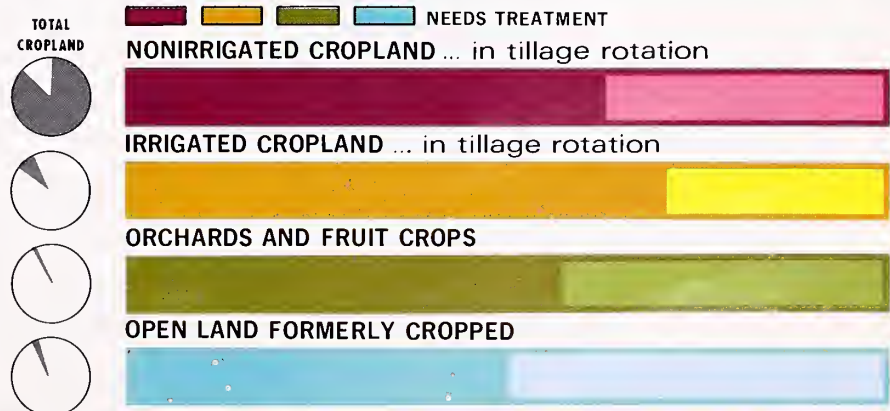 TOTAL
CROPLAND
NEEDS TREATMENT
NONIRRIGATED CROPLAND ... in tillage rotation
IRRIGATED CROPLAND ... in tillage rotation
ORCHARDS AND FRUIT CROPS
OPEN LAND FORMERLY CROPPED